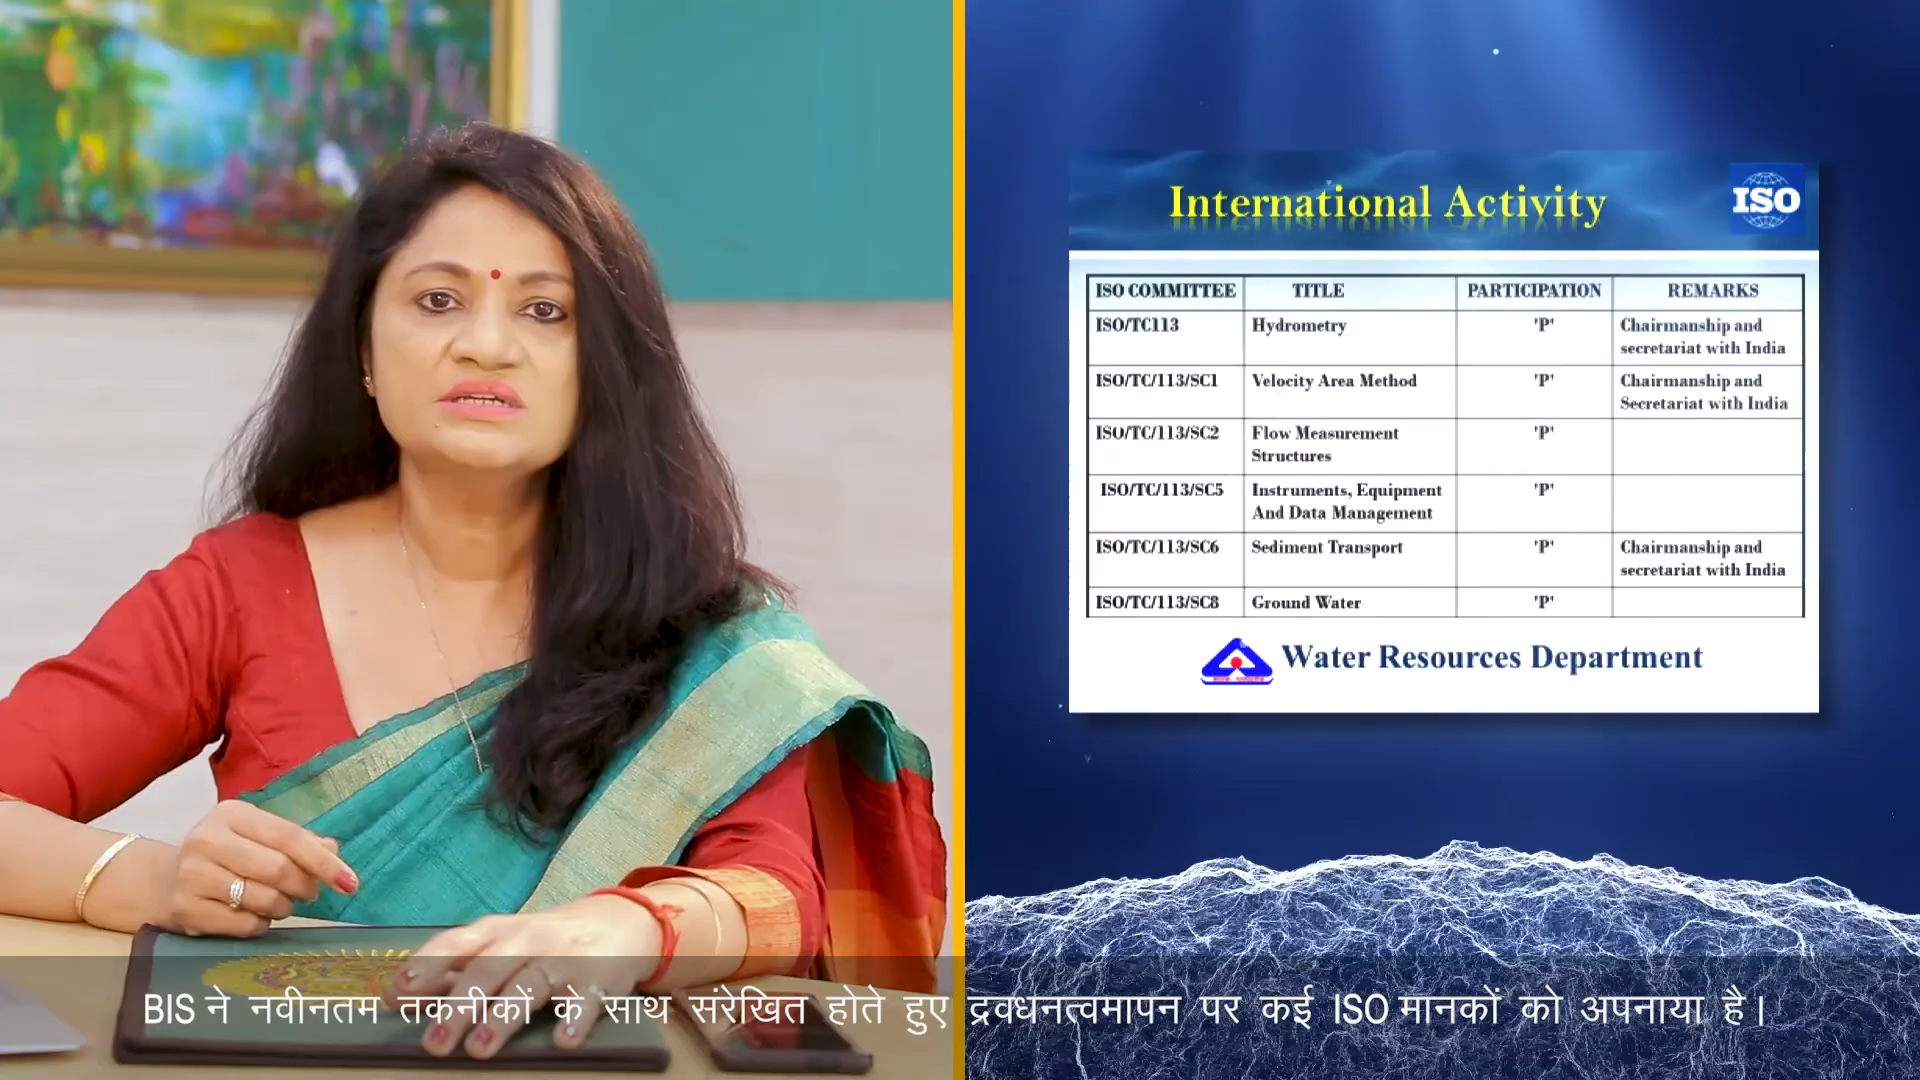 International Activity
ISO
ISO COMMITTEE TITLE PARTICIPATION REMARKS
ISO/TC113 Hydrometry 'P' Chairmanship and
secretariat with India
ISO/TC/113/SC1 Velocity Area Method 'P' Chairmanship and
Secretariat with India
ISO/TC/113/SC2 Flow Measurement 'P'
Structures
ISO/TC/113/SC5 Instruments, Equipment 'P'
And Data Management
ISO/TC/113/SC6 Sediment Transport 'P' Chairmanship and
secretariat with India
ISO/TC/113/SC8 Ground Water 'P'
Water Resources Department
BIS ने नवीनतम तकनीकों के साथ संरेखित होते हुए द्रवधनत्वमापन पर कई ISO मानकों को अपनाया है।